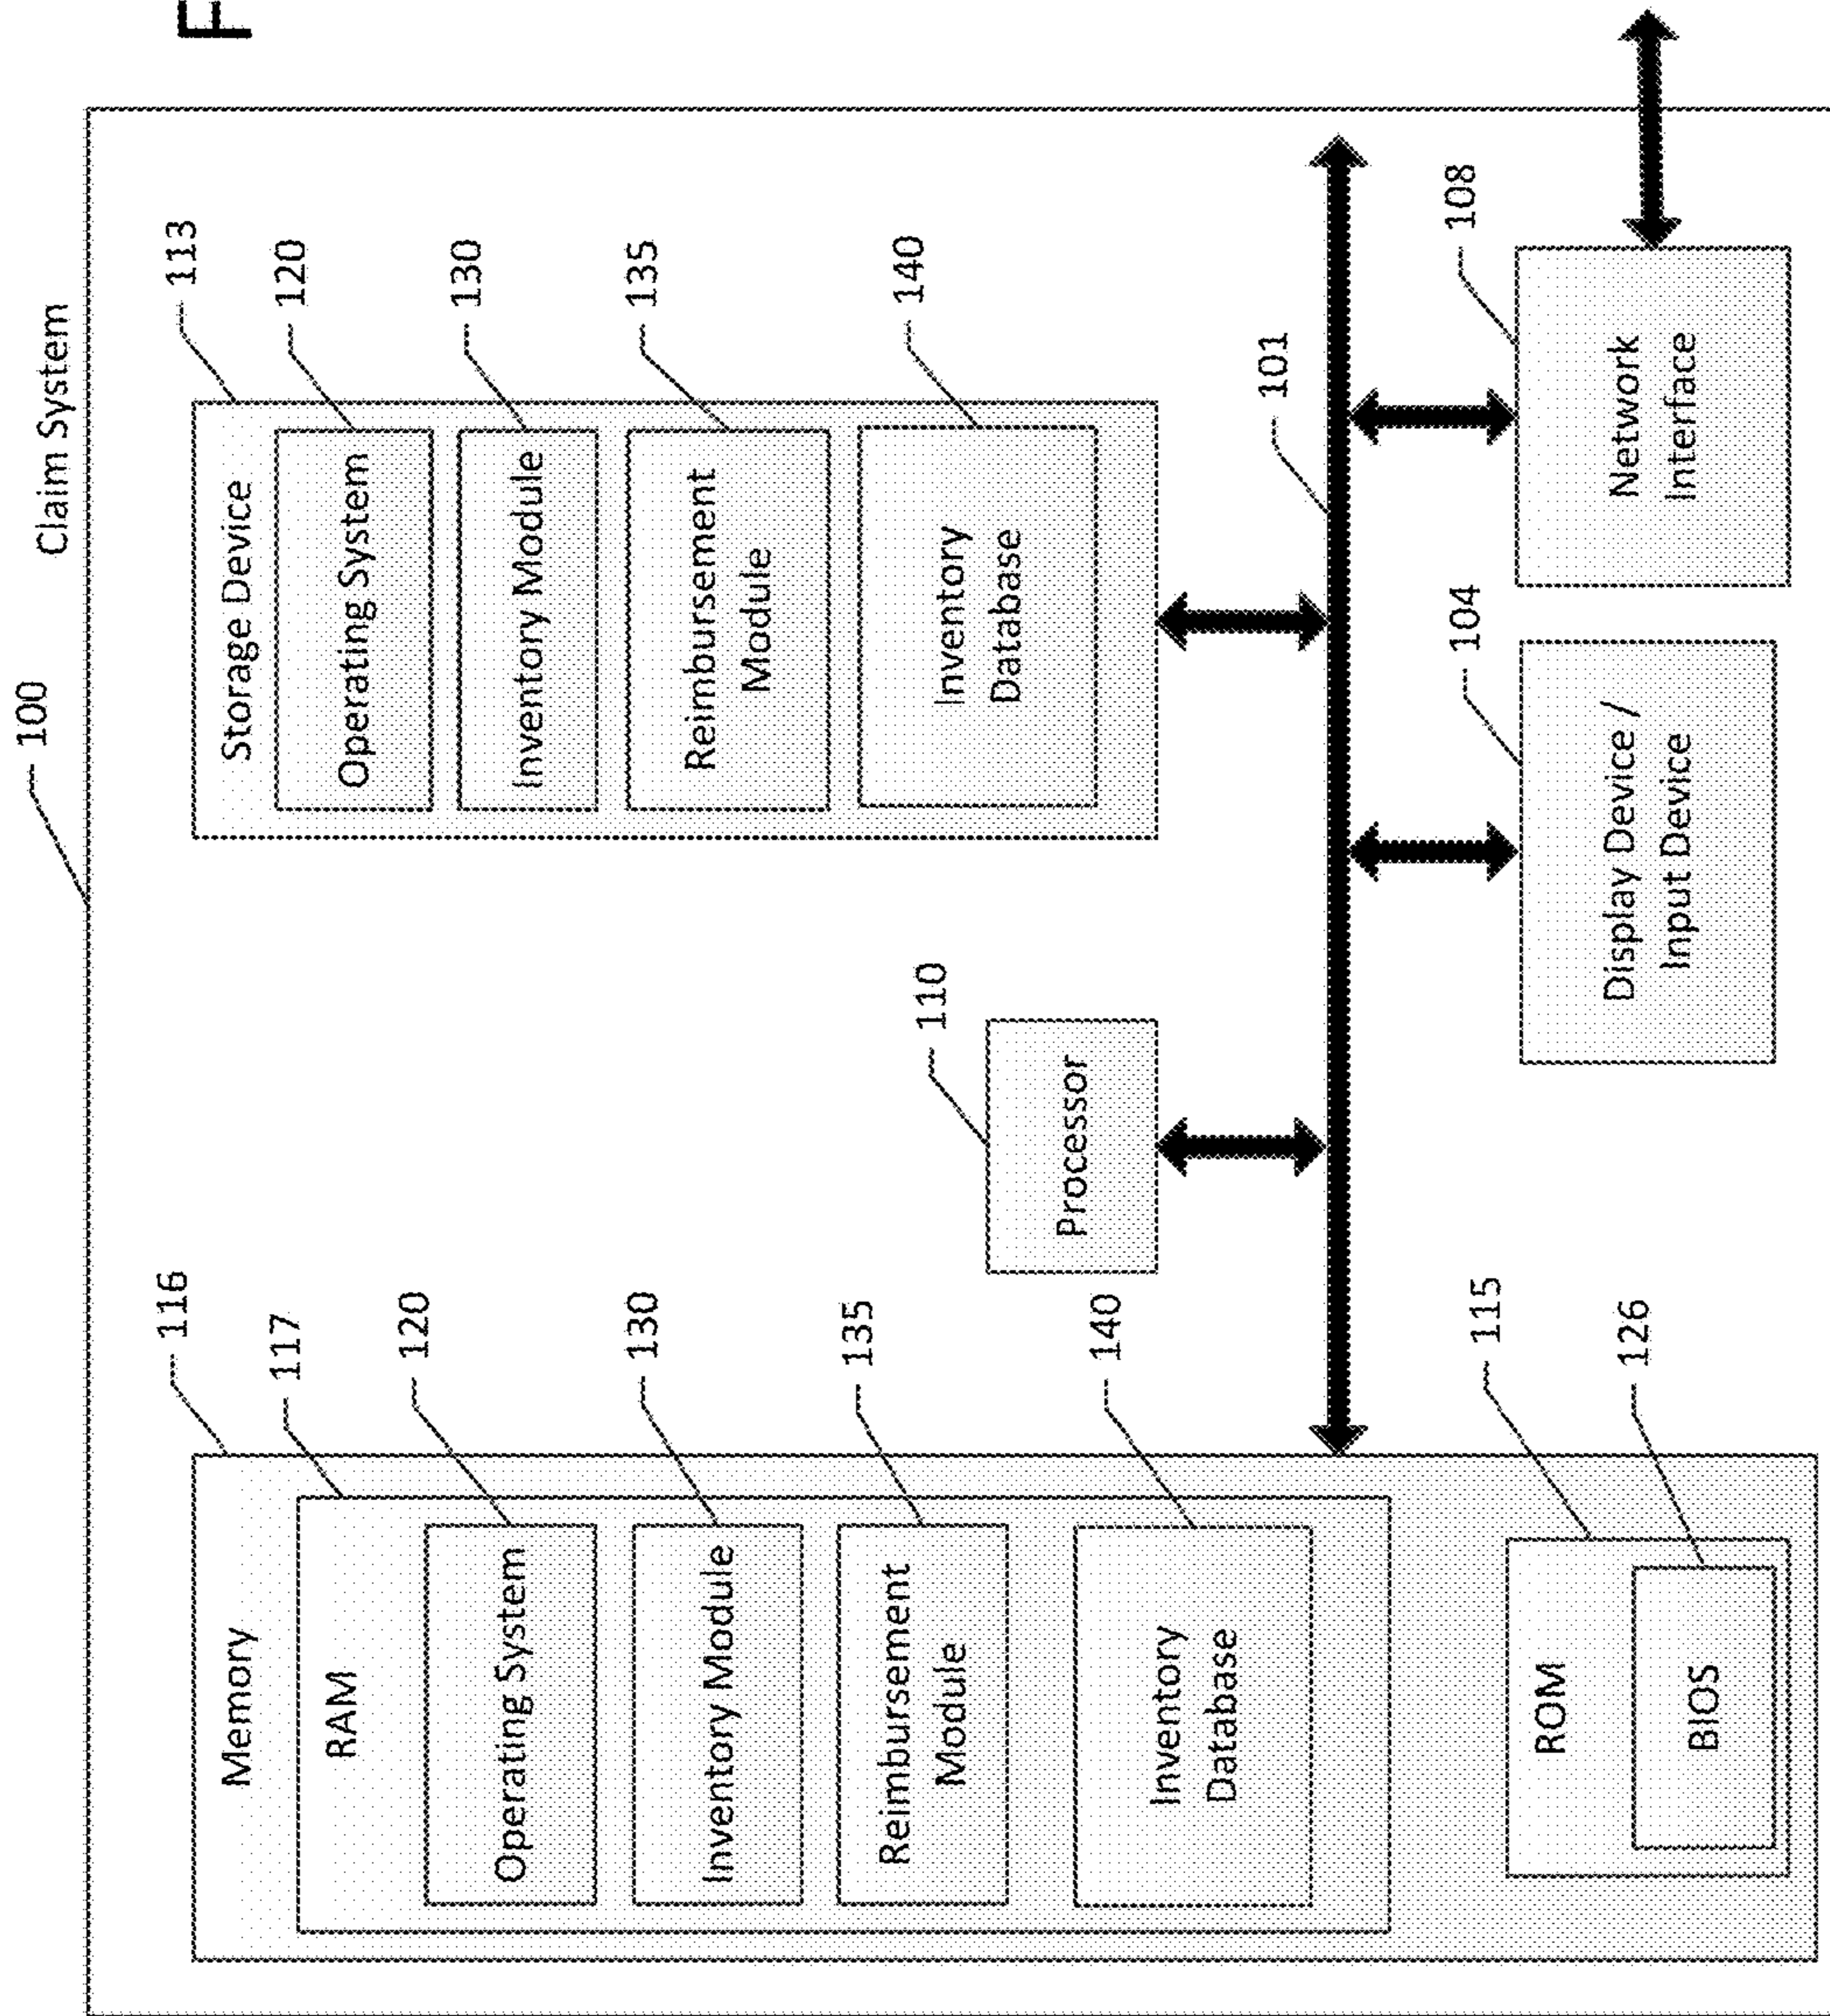 F
100
Claim System
Memory
116
RAM
117
Operating System
120
Inventory Module
130
Reimbursement
Module
135
Inventory
Database
140
ROM
115
BIOS
126
Processor
110
Storage Device
113
Operating System
120
Inventory Module
130
Reimbursement
Module
135
Inventory
Database
140
101
Display Device /
Input Device
104
Network
Interface
108